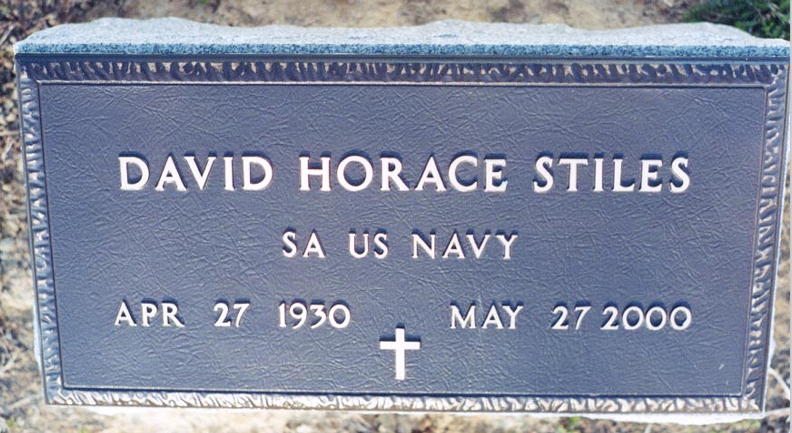 DAVID HORACE STILES
SA US NAVY
APR 27 1930 MAY 27 2000